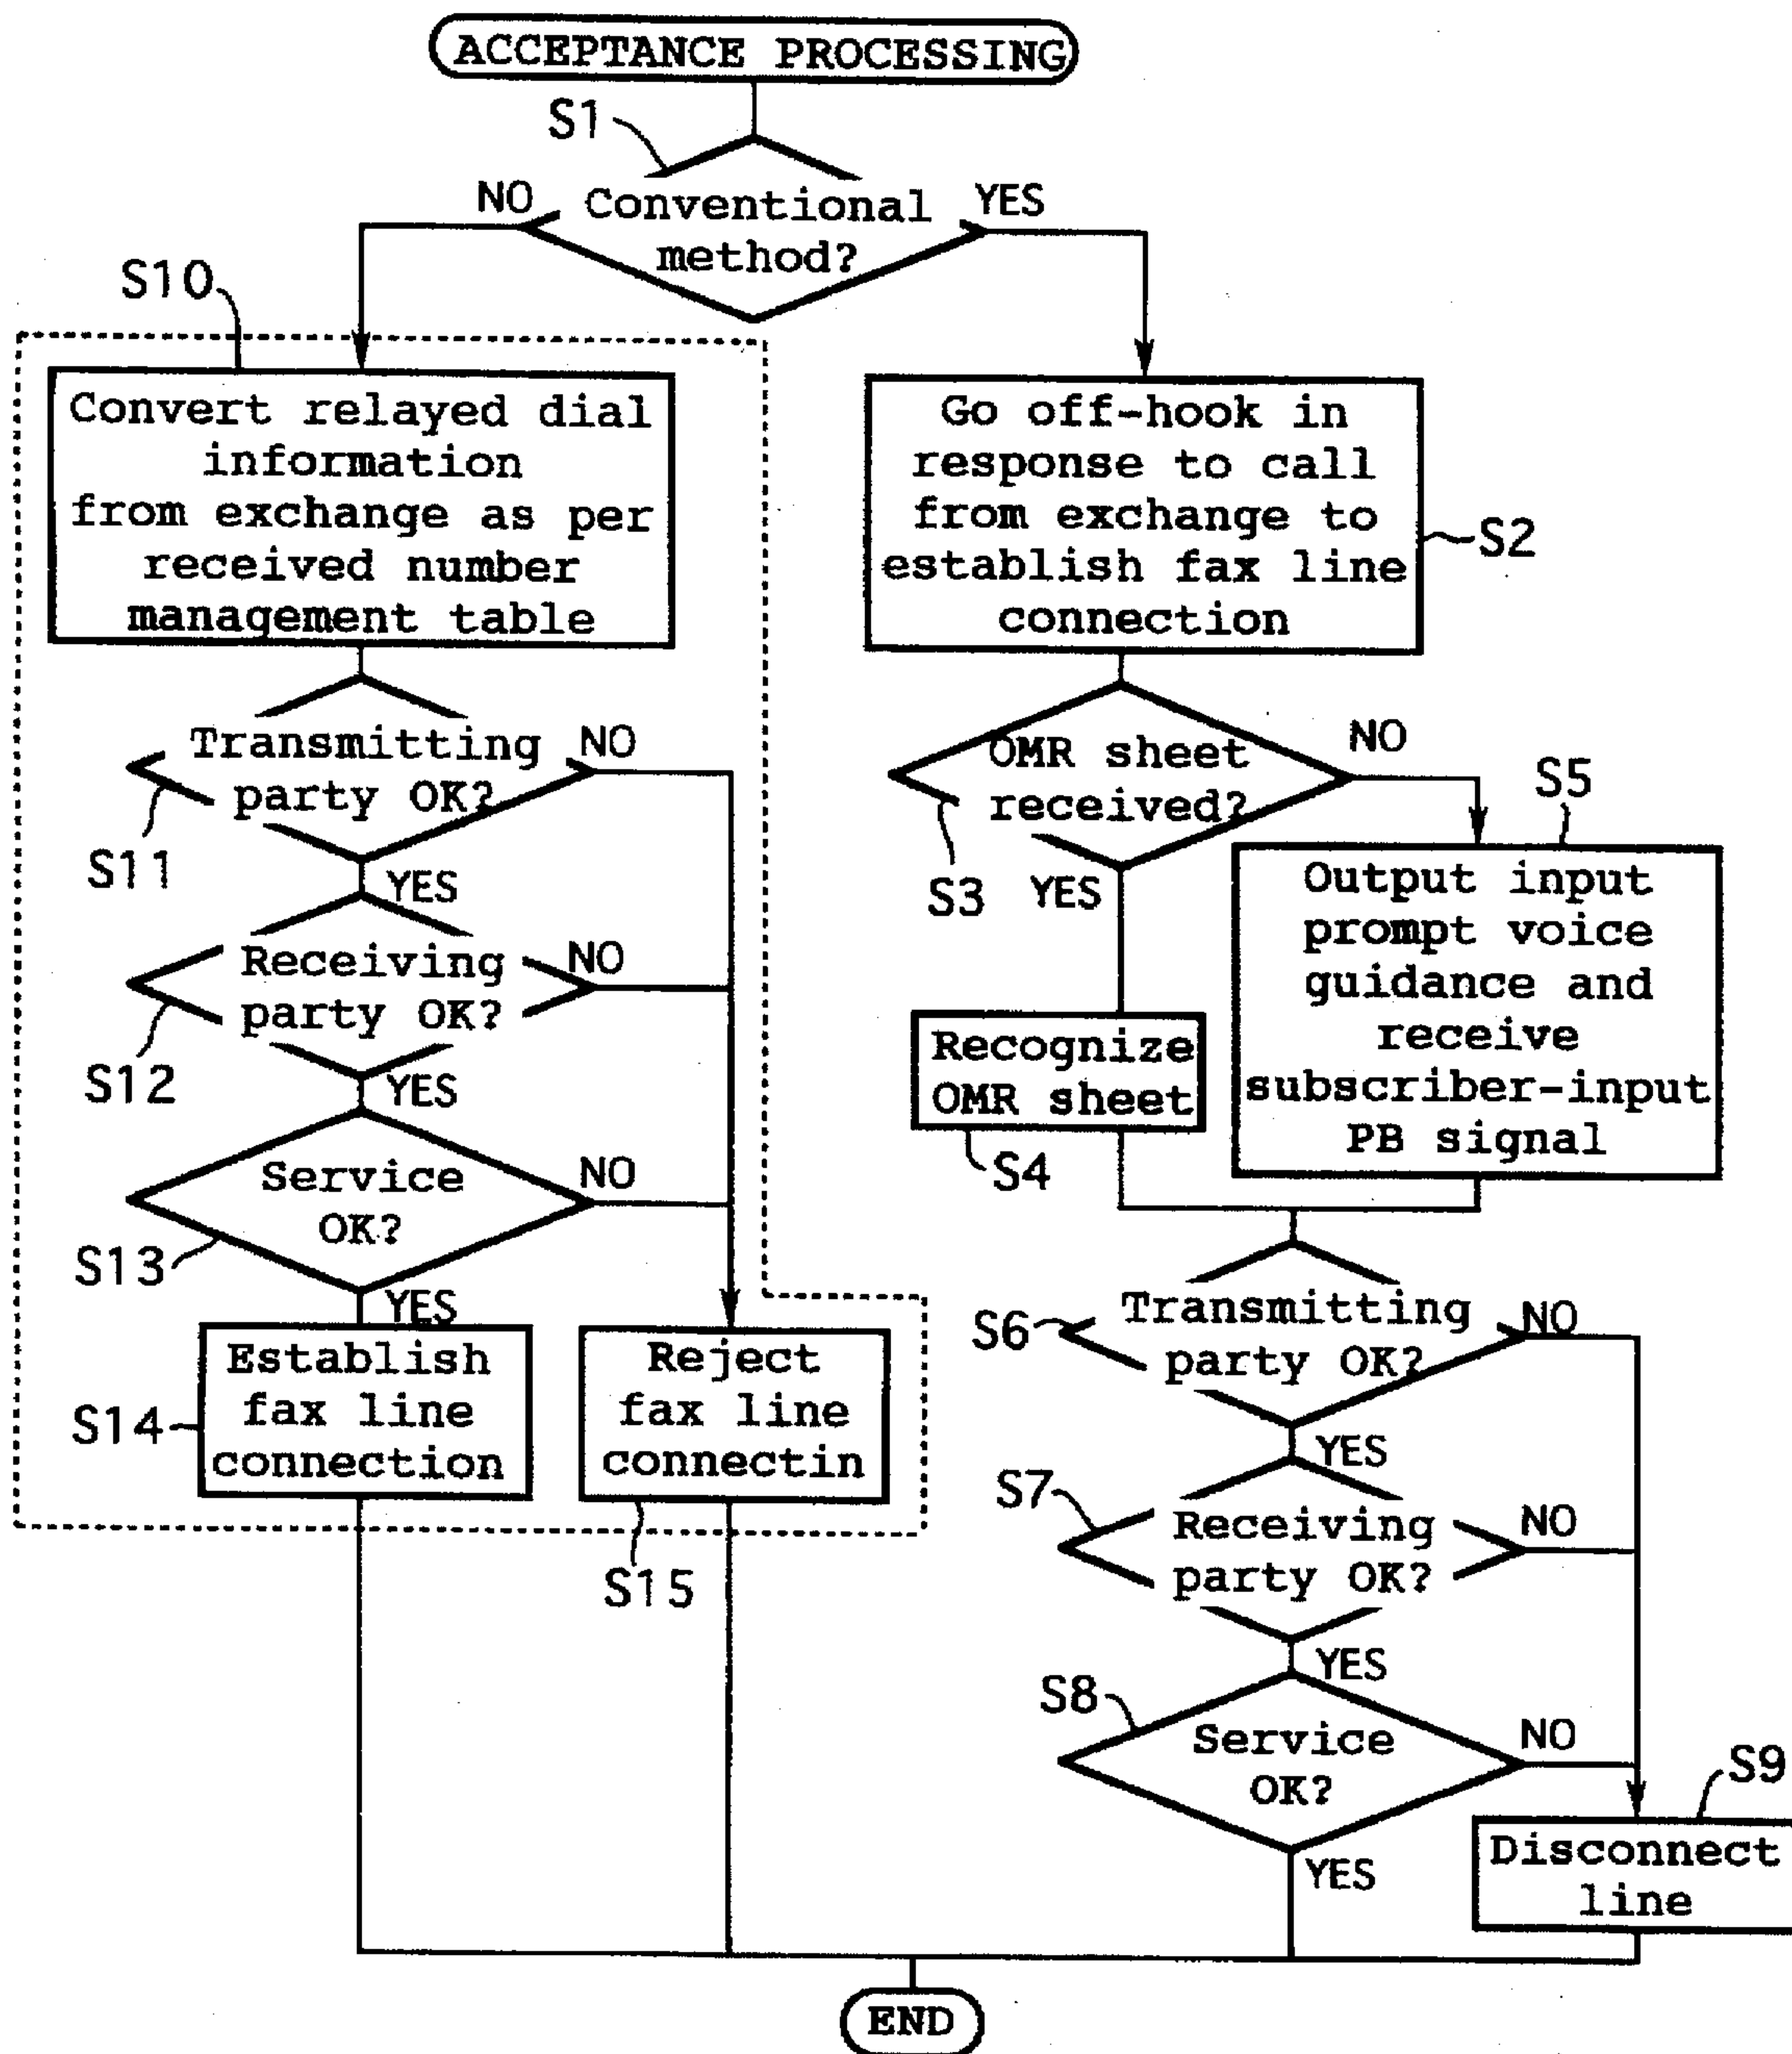 ACCEPTANCE PROCESSING
S1
NO
Conventional
method?
YES
S10
Convert relayed dial
information
from exchange as per
received number
management table
Transmitting
party OK?
NO
S11
YES
Receiving
party OK?
NO
S12
YES
Service
OK?
NO
S13
YES
Establish
fax line
connection
S14
Reject
fax line
connectin
S15
Go off-hook in
response to call
from exchange to
establish fax line
connection
S2
OMR sheet
received?
NO
S3
YES
S5
Output input
prompt voice
guidance and
receive
subscriber-input
PB signal
Recognize
OMR sheet
S4
Transmitting
party OK?
S6
NO
YES
S7
Receiving
party OK?
NO
YES
S8
Service
OK?
NO
YES
S9
Disconnect
line
END